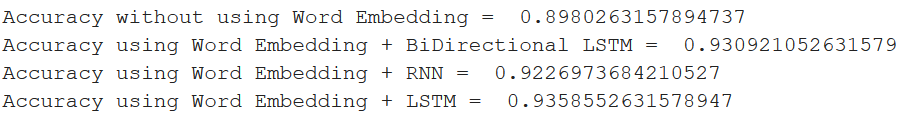 Accuracy without using Word Embedding =  0.8980263157894737
Accuracy using Word Embedding + BiDirectional LSTM =  0.930921052631579
Accuracy using Word Embedding + RNN =  0.9226973684210527
Accuracy using Word Embedding + LSTM =  0.9358552631578947